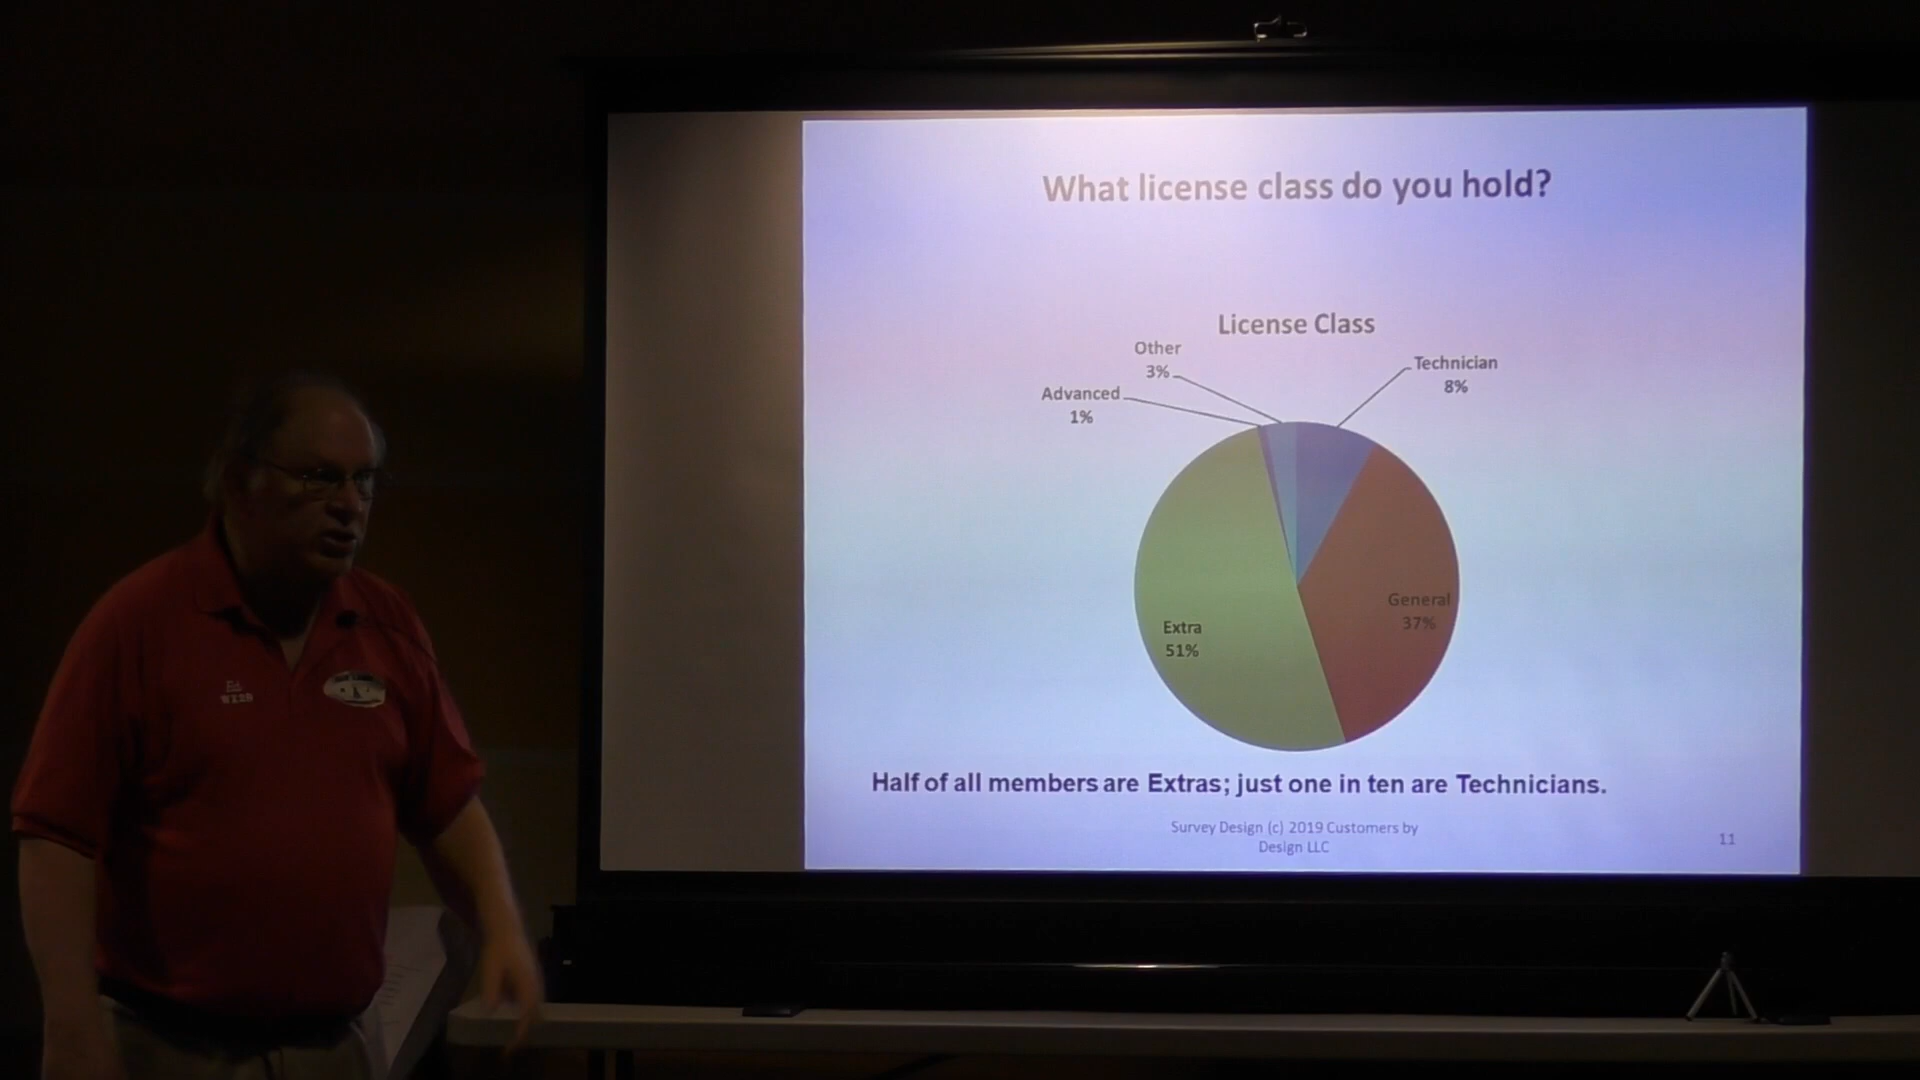 What license class do you hold?
License Class
Other
3%
Technician
8%
Advanced
1%
General
37%
Extra
51%
Half of all members are Extras; just one in ten are Technicians.
Survey Design (c) 2019 Customers by
Design LLC
11